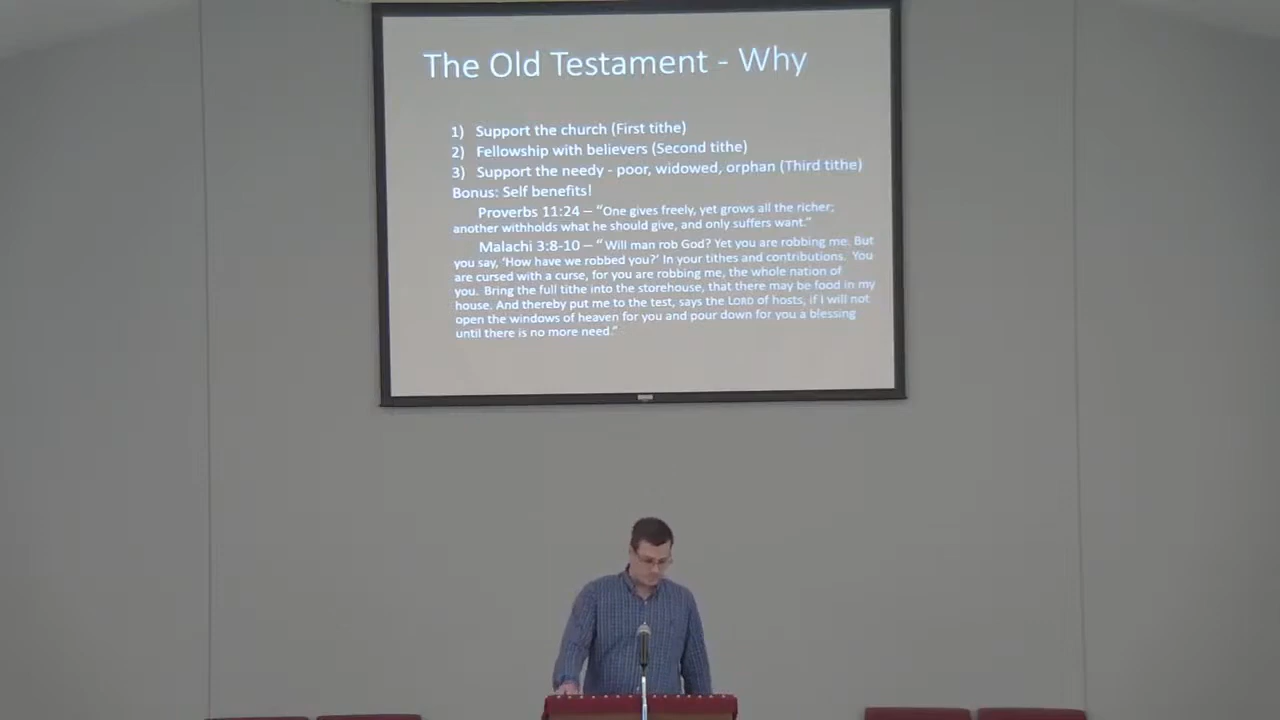 The Old Testament - Why
1) Support the church (First tithe)
2) Fellowship with believers (Second tithe)
3) Support the needy - poor, widowed, orphan (Third tithe)
Bonus: Self benefits!
Proverbs 11:24 – “One gives freely, yet grows all the richer;
another withholds what he should give, and only suffers want.”
Malachi 3:8-10 – “ Will man rob God? Yet you are robbing me. But
you say, ‘How have we robbed you?’ In your tithes and contributions. You
are cursed with a curse, for you are robbing me, the whole nation of
you. Bring the full tithe into the storehouse, that there may be food in my
house. And thereby put me to the test, says the LORD of hosts, if I will not
open the windows of heaven for you and pour down for you a blessing
until there is no more need.”